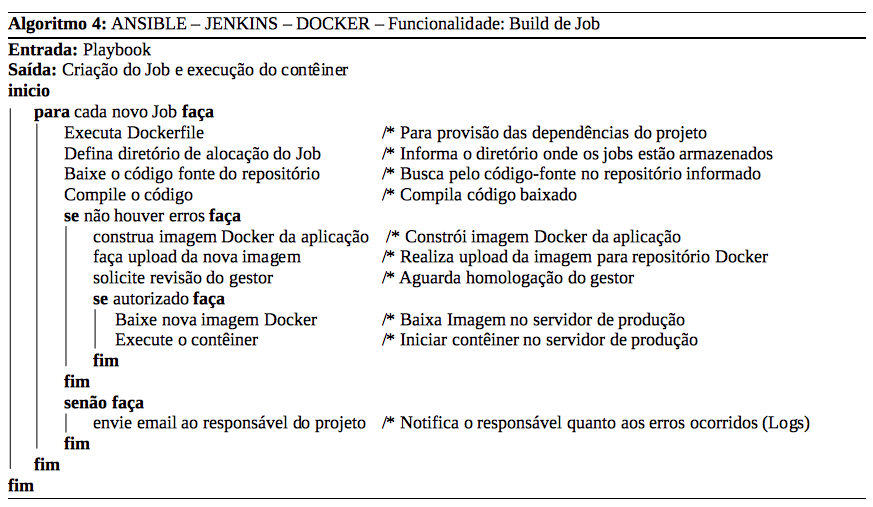 Algoritmo 4: ANSIBLE – JENKINS – DOCKER – Funcionalidade: Build de Job
Entrada: Playbook
Saída: Criação do Job e execução do contêiner
inicio
para cada novo Job faça
Executa Dockerfile /* Para provisão das dependências do projeto
Defina diretório de alocação do Job /* Informa o diretório onde os jobs estão armazenados
Baixe o código fonte do repositório /* Busca pelo código-fonte no repositório informado
Compile o código /* Compila código baixado
se não houver erros faça
construa imagem Docker da aplicação /* Constrói imagem Docker da aplicação
faça upload da nova imagem /* Realiza upload da imagem para repositório Docker
solicite revisão do gestor /* Aguarda homologação do gestor
se autorizado faça
Baixe nova imagem Docker /* Baixa Imagem no servidor de produção
Execute o contêiner /* Iniciar contêiner no servidor de produção
fim
fim
senão faça
envie email ao responsável do projeto /* Notifica o responsável quanto aos erros ocorridos (Logs)
fim
fim
fim